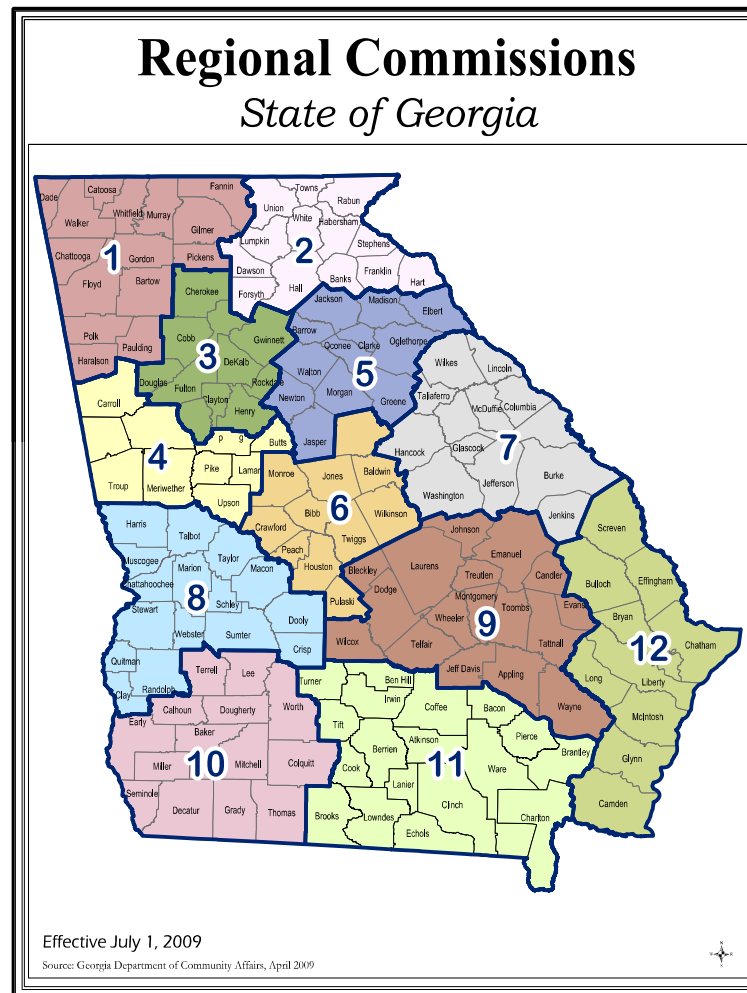 Regional Commissions
State of Georgia
Dade
Catoosa
Fannin
Walker
Whitfield
Murray
Gilmer
Chattooga
1
Gordon
Pickens
Floyd
Bartow
Polk
Paulding
Haralson
Towns
Rabun
Union
White
Habersham
Lumpkin
2
Stephens
Dawson
Hall
Banks
Franklin
Hart
Forsyth
Cherokee
Cobb
3
Gwinnett
DeKalb
Douglas
Fulton
Rockdale
Clayton
Henry
Carroll
4
Troup
Meriwether
p g
Butts
Pike
Lamar
Upson
Jackson
Madison
Elbert
Barrow
Oconee
Clarke
Oglethorpe
Walton
5
Newton
Morgan
Greene
Jasper
Monroe
Jones
Baldwin
Bibb
6
Wilkinson
Crawford
Twiggs
Peach
Houston
Pulaski
Wilkes
Lincoln
Taliaferro
McDuffie
Columbia
Hancock
Glascock
7
Washington
Jefferson
Burke
Jenkins
Harris
Talbot
Muscogee
Marion
Taylor
Macon
hattahoochee
8
Stewart
Schley
Webster
Sumter
Dooly
Crisp
Quitman
Clay
Randolph
Johnson
Emanuel
Bleckley
Laurens
Treutlen
Candler
Dodge
Montgomery
Toombs
Evans
Wheeler
9
Wilcox
Telfair
Tattnall
Jeff Davis
Appling
Wayne
Terrell
Lee
Early
Calhoun
Dougherty
Worth
Baker
Miller
10
Mitchell
Colquitt
Seminole
Decatur
Grady
Thomas
Turner
Ben Hill
Irwin
Coffee
Bacon
Tift
Pierce
Berrien
Atkinson
Brantley
Cook
11
Ware
Lanier
Brooks
Lowndes
Clinch
Charlton
Echols
Screven
Bulloch
Effingham
Bryan
12
Chatham
Long
Liberty
McIntosh
Glynn
Camden
Effective July 1, 2009
Source: Georgia Department of Community Affairs, April 2009